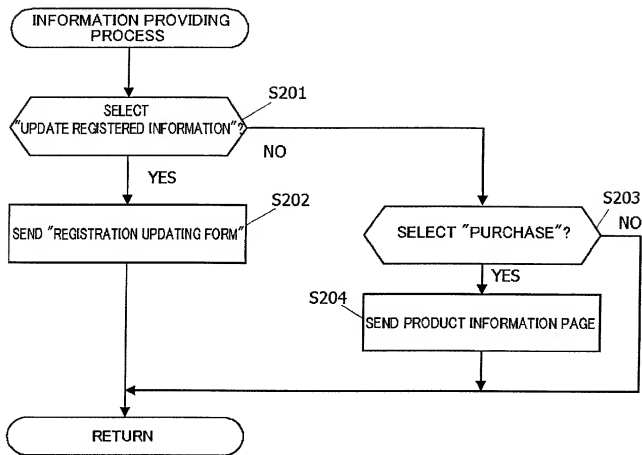 INFORMATION PROVIDING
PROCESS
S201
SELECT
"UPDATE REGISTERED INFORMATION"?
NO
YES
S202
SEND "REGISTRATION UPDATING FORM"
S203
SELECT "PURCHASE"?
NO
YES
S204
SEND PRODUCT INFORMATION PAGE
RETURN